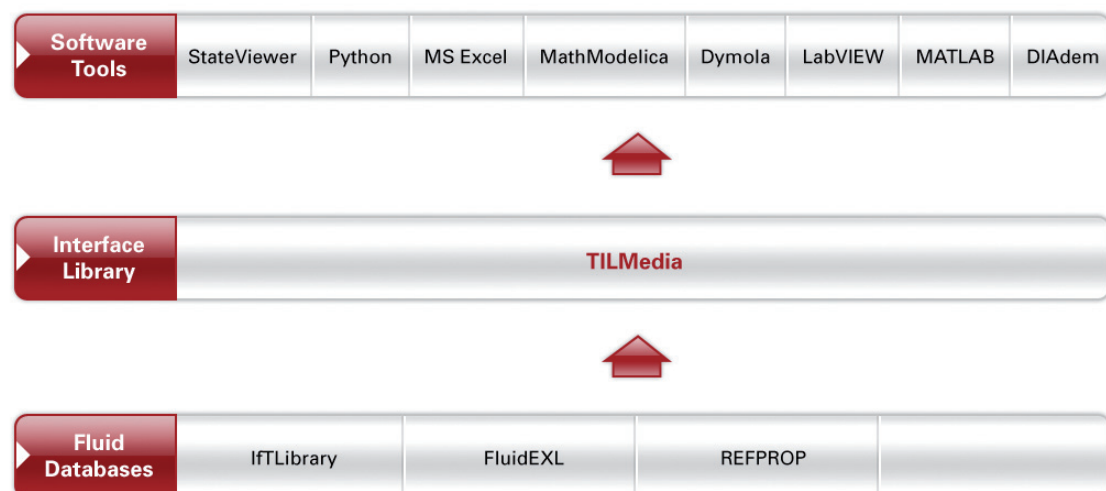 Software
Tools
StateViewer Python MS Excel MathModelica Dymola LabVIEW MATLAB DIAdem
Interface
Library
TILMedia
Fluid
Databases
IfTLibrary FluidEXL REFPROP